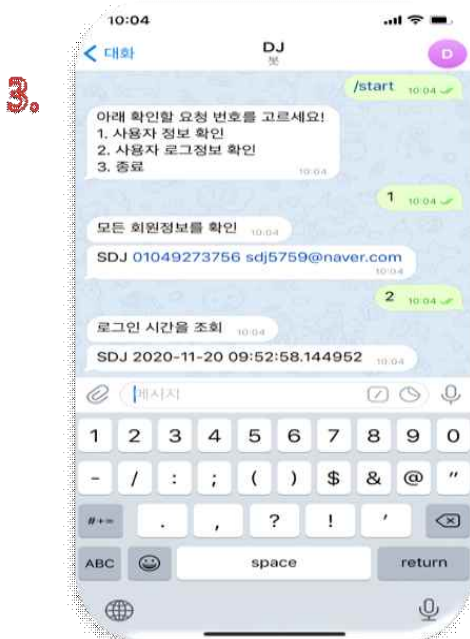 10:04
3.
대화
DJ
봇
D
/start 10:04
아래 확인할 요청 번호를 고르세요!
1. 사용자 정보 확인
2. 사용자 로그정보 확인
3. 종료
10:04
1 10:04
모든 회원정보를 확인 10:04
SDJ 01049273756 sdj5759@naver.com
10:04
2 10:04
로그인 시간을 조회 10:04
SDJ 2020-11-20 09:52:58.144952 10:04
메시지
1 2 3 4 5 6 7 8 9 0
- / : ; ( ) $ & @ "
#+= . , ? ! ' 
ABC space return